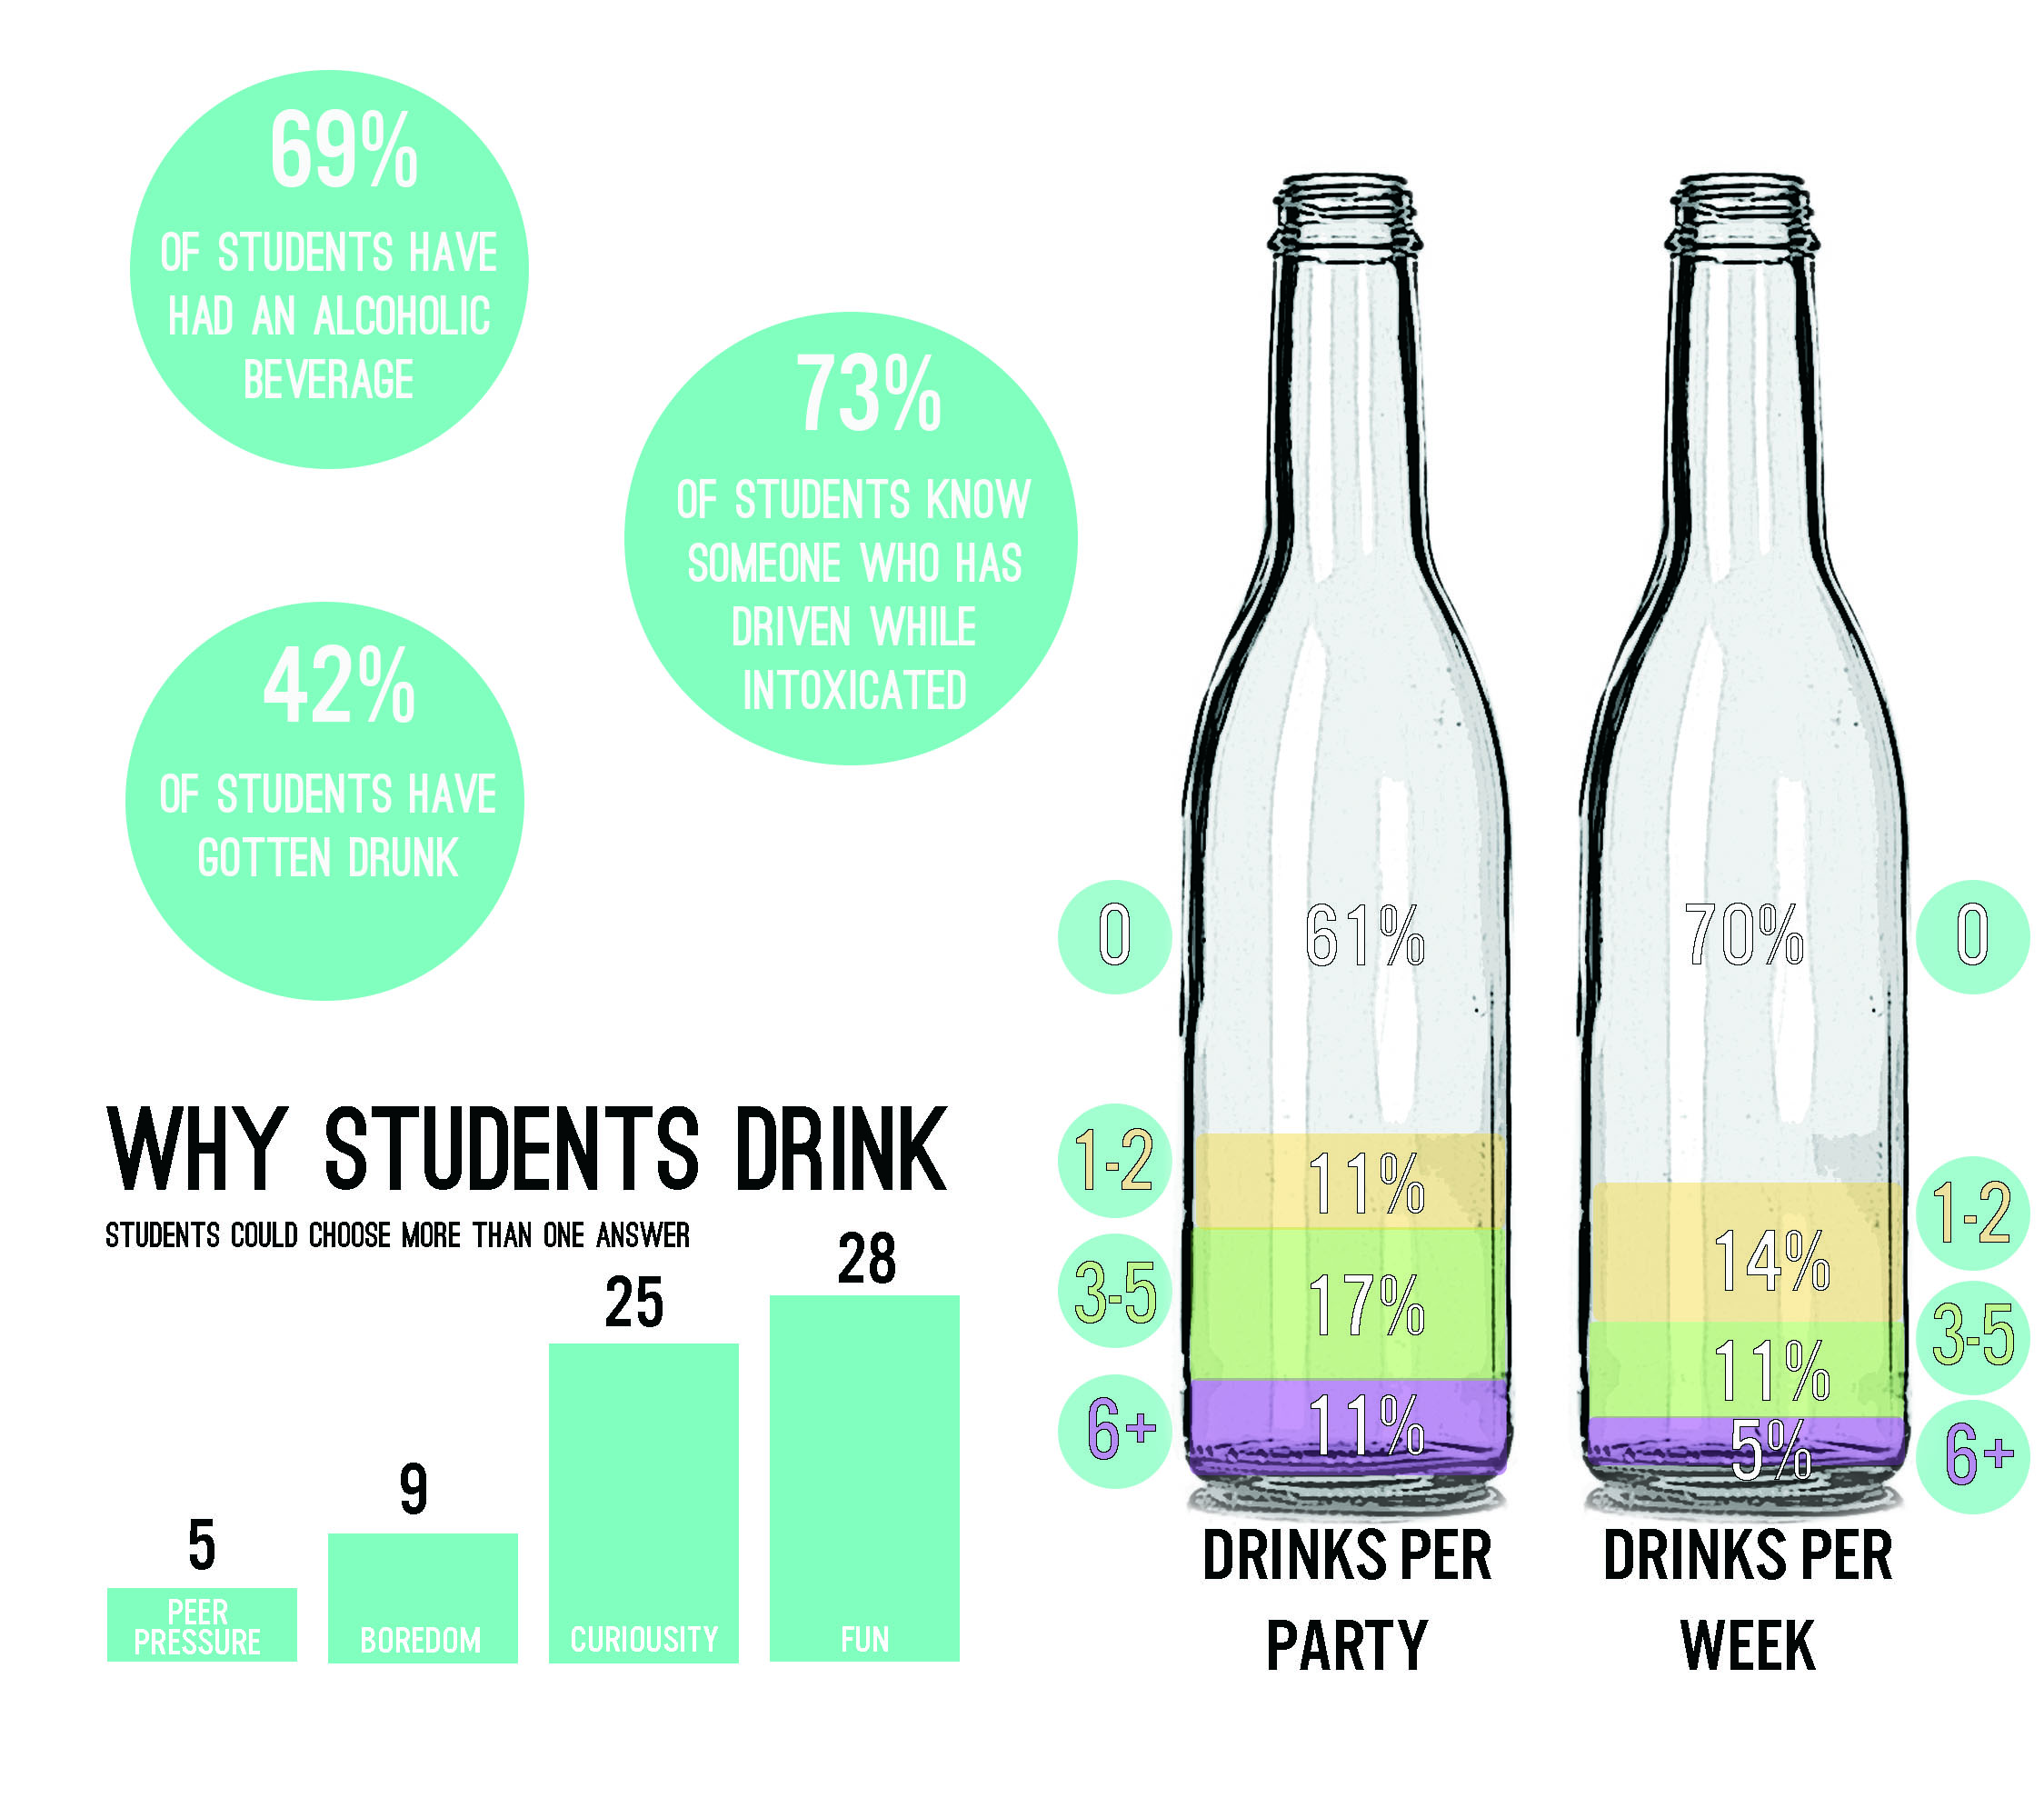 69%
OF STUDENTS HAVE
HAD AN ALCOHOLIC
BEVERAGE
73%
OF STUDENTS KNOW
SOMEONE WHO HAS
DRIVEN WHILE
INTOXICATED
42%
OF STUDENTS HAVE
GOTTEN DRUNK
WHY STUDENTS DRINK
STUDENTS COULD CHOOSE MORE THAN ONE ANSWER
5
9
25
28
PEER
PRESSURE
BOREDOM
CURIOUSITY
FUN
0
61%
1-2
11%
3-5
17%
6+
11%
DRINKS PER
PARTY
70%
0
14%
1-2
11%
3-5
5%
6+
DRINKS PER
WEEK